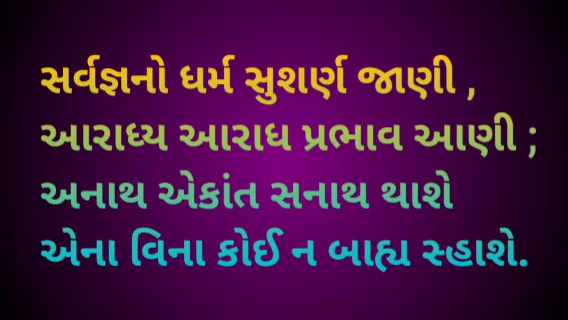 સર્વજ્ઞનો ધર્મ સુશર્ણ જાણી ,
આરાધ્ય આરાધ પ્રભાવ આણી ;
અનાથ એકાંત સનાથ થાશે
એના વિના કોઈ ન બાહ્ય સ્હાશે.